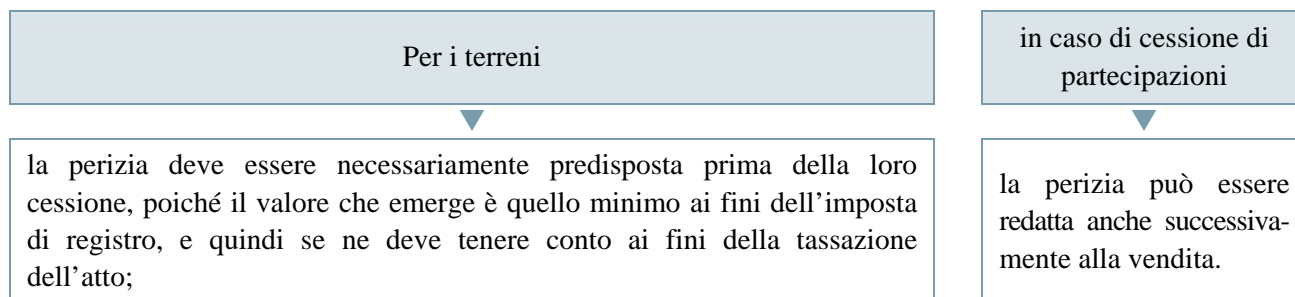 Per i terreni
la perizia deve essere necessariamente predisposta prima della loro
cessione, poiché il valore che emerge è quello minimo ai fini dell’imposta
di registro, e quindi se ne deve tenere conto ai fini della tassazione
dell’atto;
in caso di cessione di
partecipazioni
la perizia può essere
redatta anche successiva-
mente alla vendita.